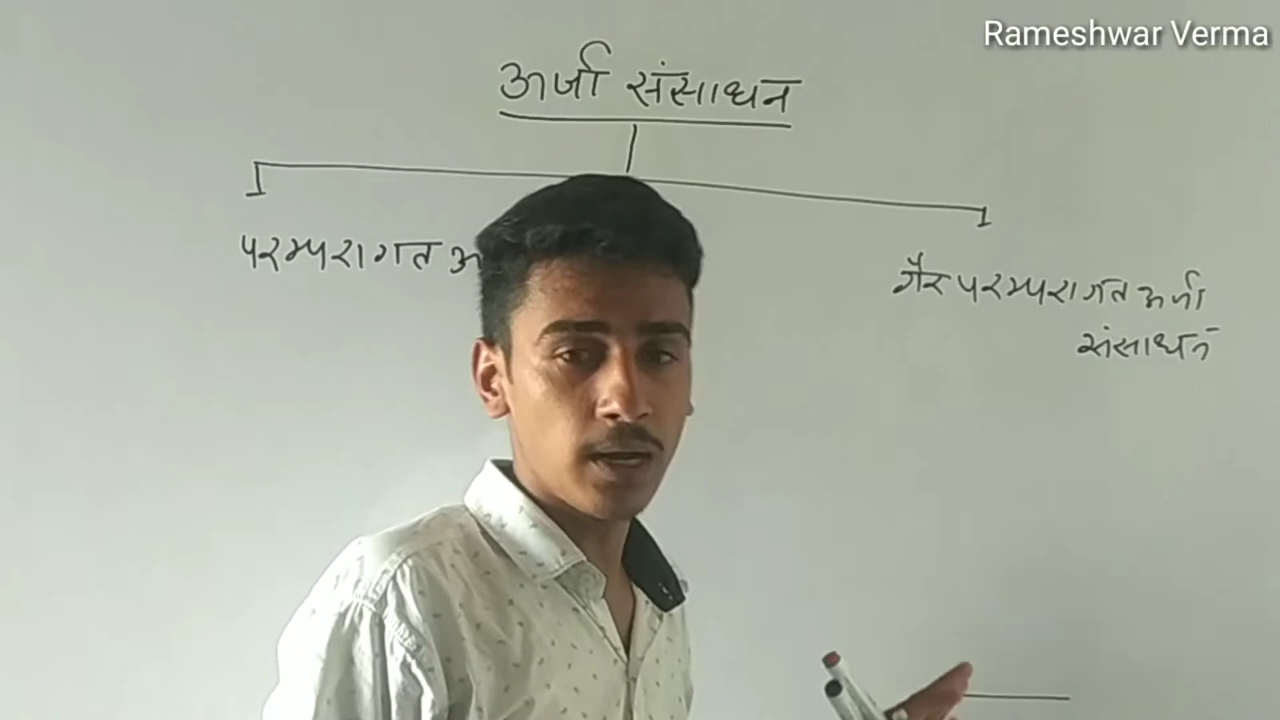 Rameshwar Verma
ऊर्जा संसाधन
परम्परागत
गैर परम्परागत ऊर्जा
संसाधन